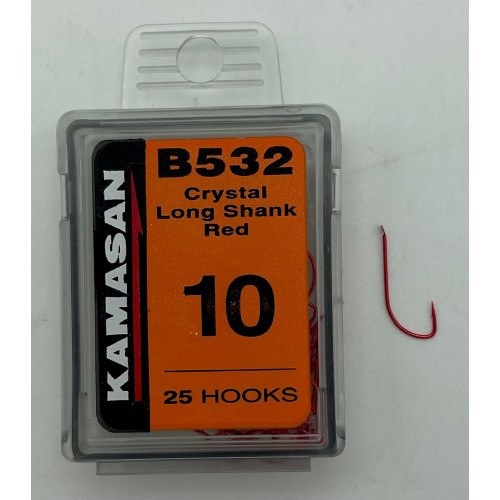 KAMASAN
B532
Crystal
Long Shank
Red
10
25 HOOKS